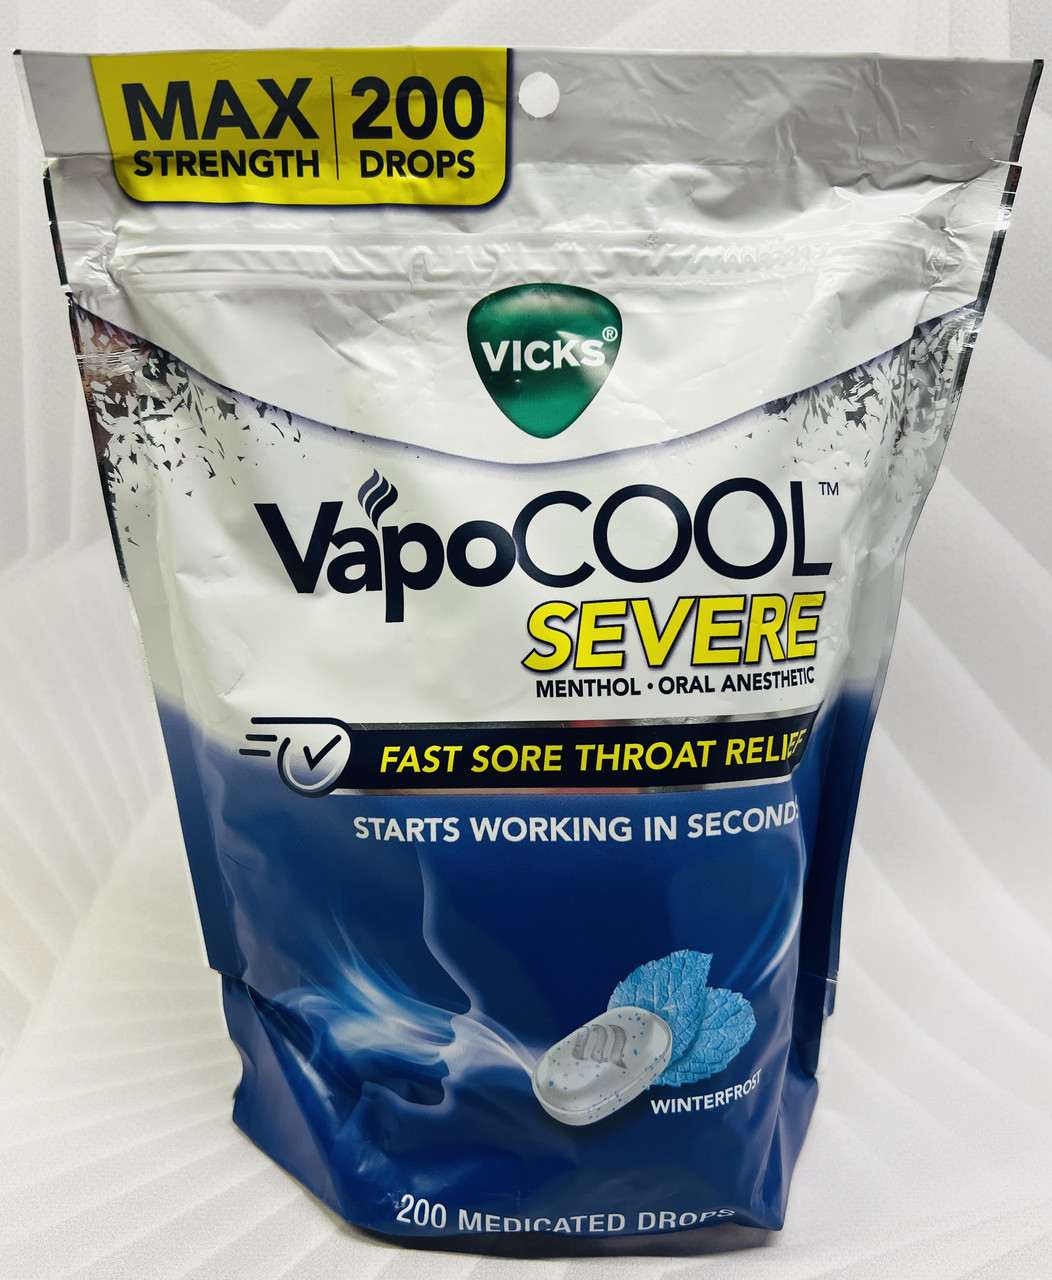 MAX STRENGTH | 200 DROPS
VICKS®
VapoCOOL™
SEVERE
MENTHOL • ORAL ANESTHETIC
FAST SORE THROAT RELIEF
STARTS WORKING IN SECONDS
WINTERFROST
200 MEDICATED DROPS